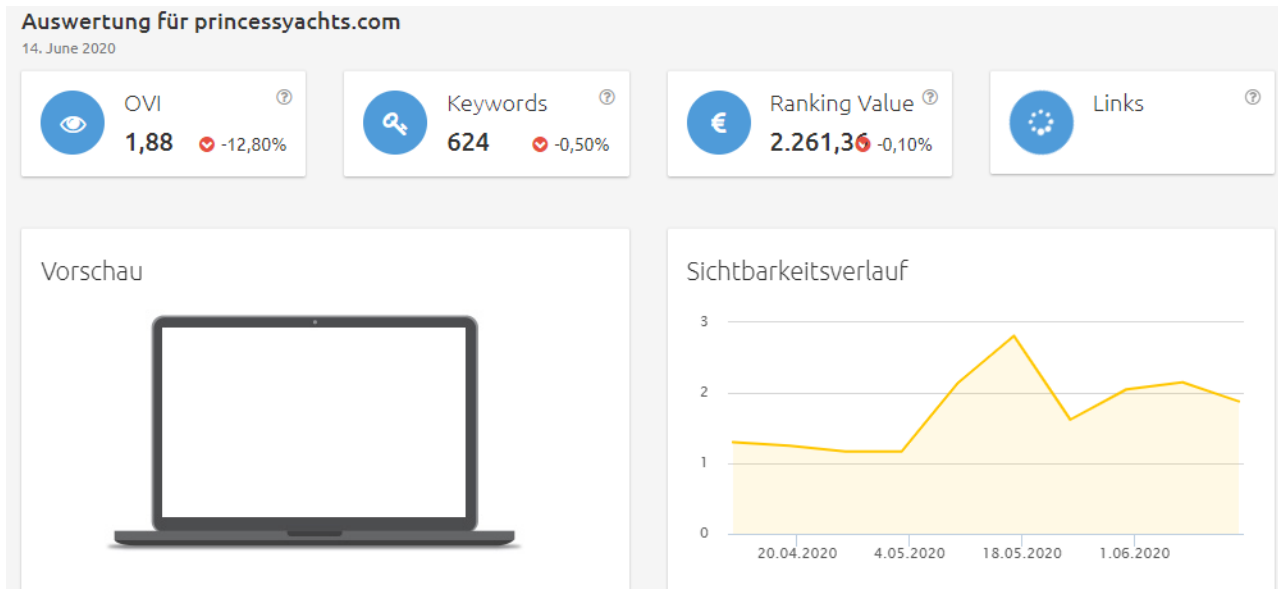 Auswertung für princessyachts.com
14. June 2020
OVI
1,88
-12,80%
Keywords
624
-0,50%
Ranking Value
2.261,36
-0,10%
Links
Vorschau
Sichtbarkeitsverlauf
3
2
1
0
20.04.2020 4.05.2020 18.05.2020 1.06.2020